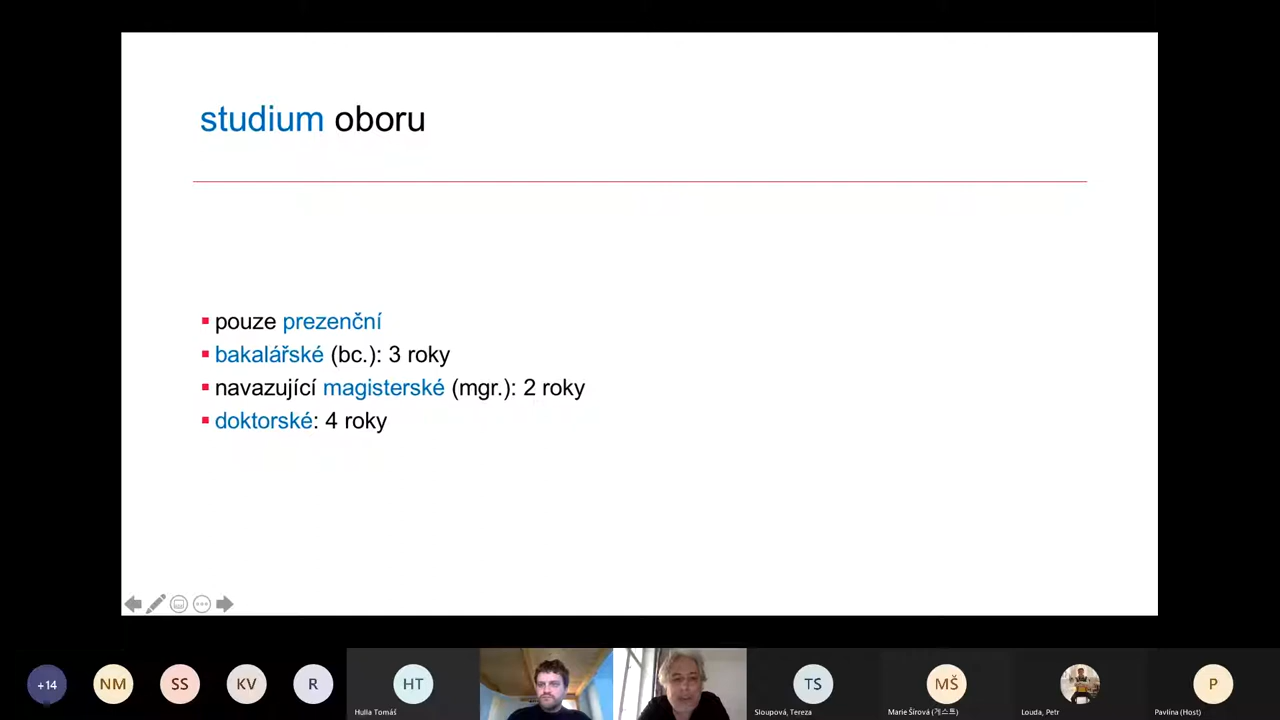 studium oboru
pouze prezenční
bakalářské (bc.): 3 roky
navazující magisterské (mgr.): 2 roky
doktorské: 4 roky
+14
NM
SS
KV
R
HT
Hulla Tomáš
TS
Sloupová, Tereza
MŠ
Marie Šírová (게스트)
Louda, Petr
P
Pavlína (Host)